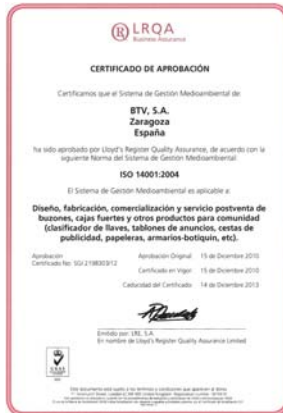 LRQA
Business Assurance
CERTIFICADO DE APROBACIÓN
Certificamos que el Sistema de Gestión Medioambiental de:
BTV, S.A.
Zaragoza
España
ha sido aprobado por Lloyd's Register Quality Assurance, de acuerdo con la
siguiente Norma del Sistema de Gestión Medioambiental:
ISO 14001:2004
El Sistema de Gestión Medioambiental es aplicable a:
Diseño, fabricación, comercialización y servicio postventa de
buzones, cajas fuertes y otros productos para comunidad
(clasificador de llaves, tablones de anuncios, cestas de
publicidad, papeleras, armarios-botiquín, etc).
Aprobación
Certificado No:
Aprobación Original: 15 de Diciembre 2010
Certificado en Vigor: 15 de Diciembre 2010
Caducidad del Certificado: 14 de Diciembre 2013
Emitido por: LRE, S.A.
En nombre de Lloyd's Register Quality Assurance Limited
UKAS